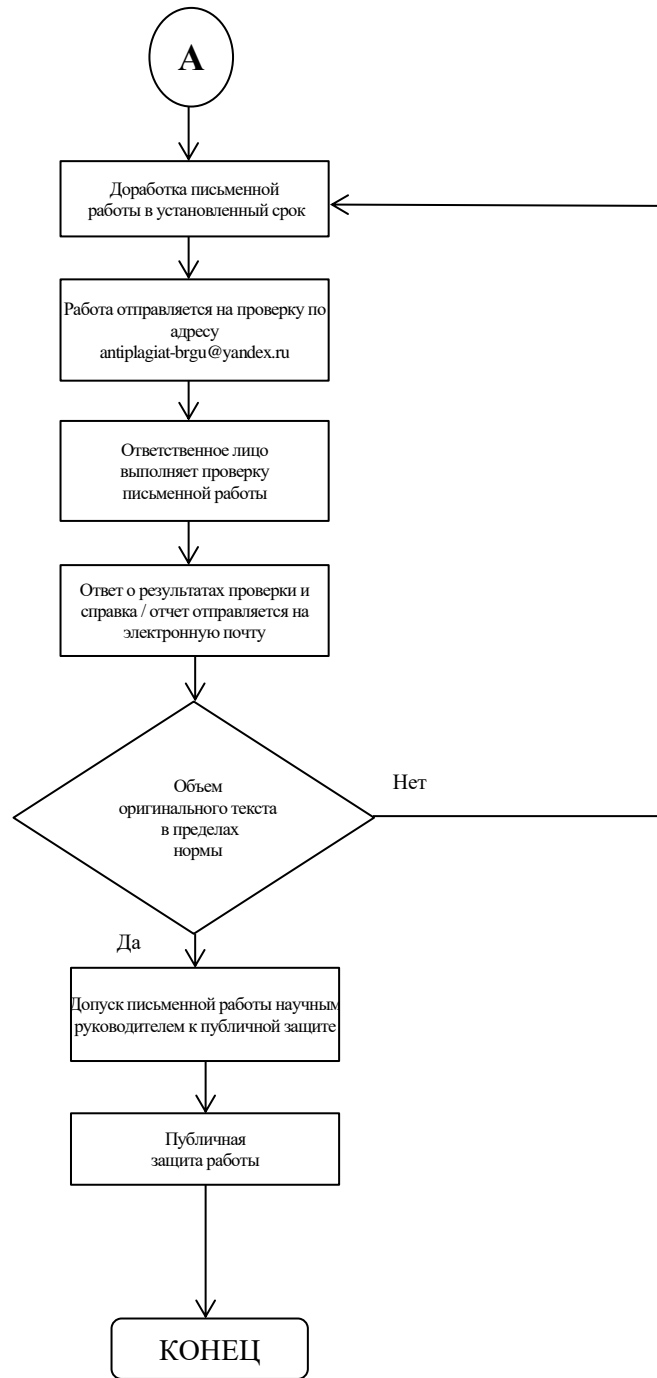 А
Доработка письменной
работы в установленный срок
Работа отправляется на проверку по
адресу
antiplagiat-brgu@yandex.ru
Ответственное лицо
выполняет проверку
письменной работы
Ответ о результатах проверки и
справка / отчет отправляется на
электронную почту
Объем
оригинального текста
в пределах
нормы
Нет
Да
Допуск письменной работы научным
руководителем к публичной защите
Публичная
защита работы
КОНЕЦ